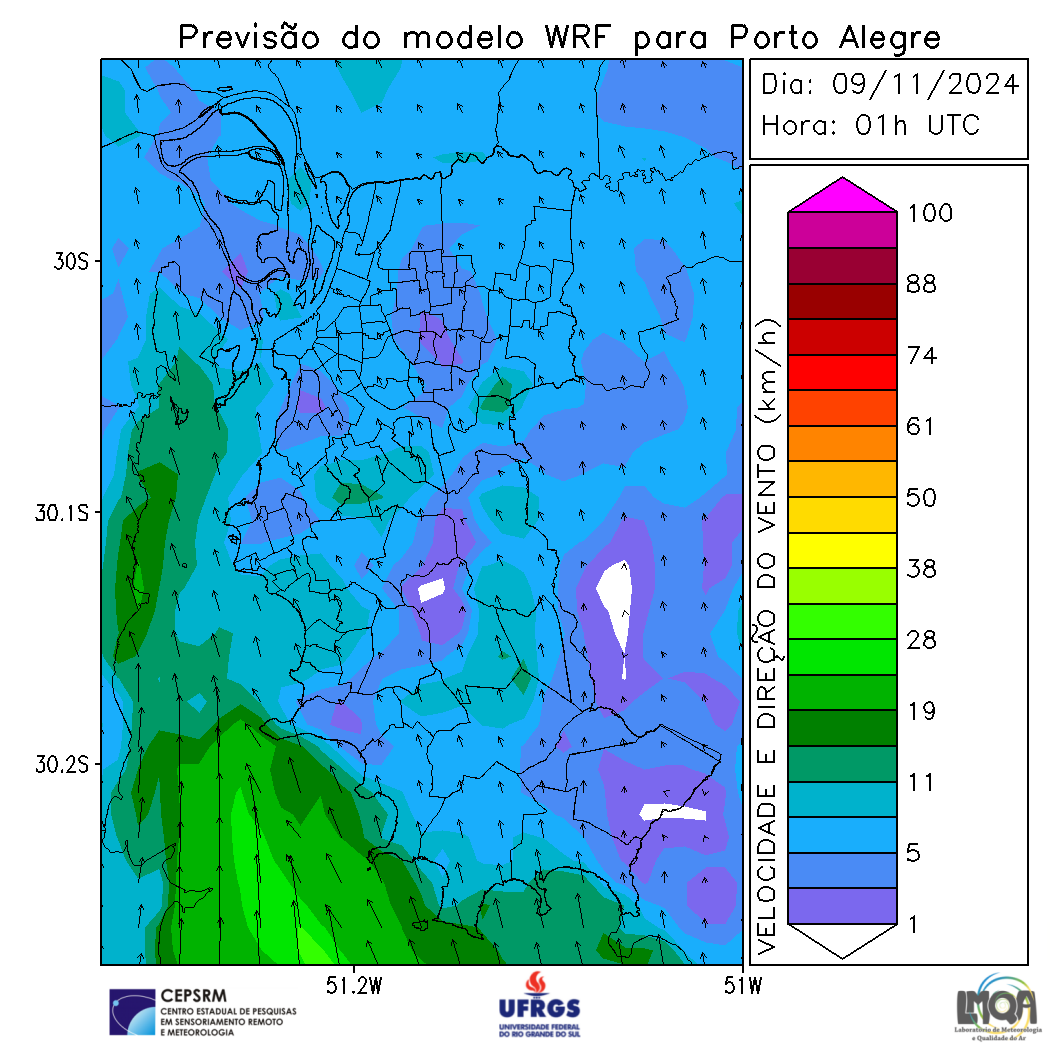 Previsão do modelo WRF para Porto Alegre
Dia: 09/11/2024
Hora: 01h UTC
30S
30.1S
30.2S
51.2W
51W
VELOCIDADE E DIREÇÃO DO VENTO (km/h)
100
88
74
61
50
38
28
19
11
5
1
CEPSRM
CENTRO ESTADUAL DE PESQUISAS
EM SENSORIAMENTO REMOTO
E METEOROLOGIA
UFRGS
UNIVERSIDADE FEDERAL
DO RIO GRANDE DO SUL
LMQA
Laboratório de Meteorologia
e Qualidade do Ar